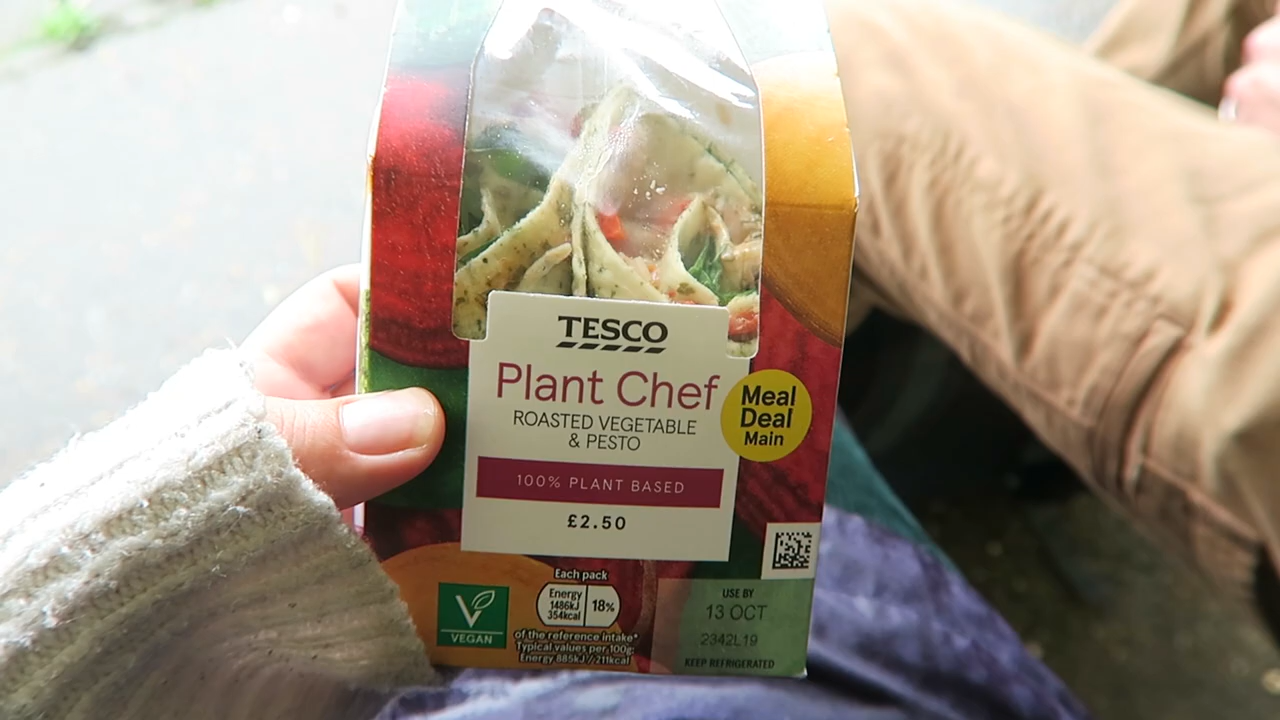 TESCO
Plant Chef
ROASTED VEGETABLE
& PESTO
Meal
Deal
Main
100% PLANT BASED
£2.50
V
VEGAN
Each pack
Energy
1486kJ
354kcal
18%
of the reference intake*
Typical values per 100g:
Energy 885kJ / 211kcal
USE BY
13 OCT
2342L19
KEEP REFRIGERATED